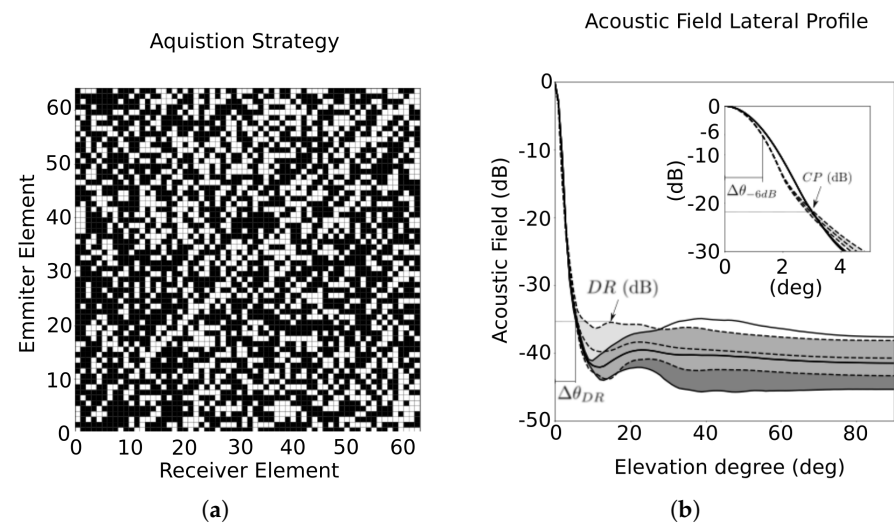 Aquistion Strategy
Emmiter Element
60
50
40
30
20
10
0
0 10 20 30 40 50 60
Receiver Element
(a)
Acoustic Field Lateral Profile
Acoustic Field (dB)
0
-10
-20
-30
-40
-50
0 20 40 60 80
Elevation degree (deg)
DR (dB)
Δθ_DR
(dB)
0
-6
-10
-20
-30
0 2 4
(deg)
CP (dB)
Δθ_−6dB
(b)